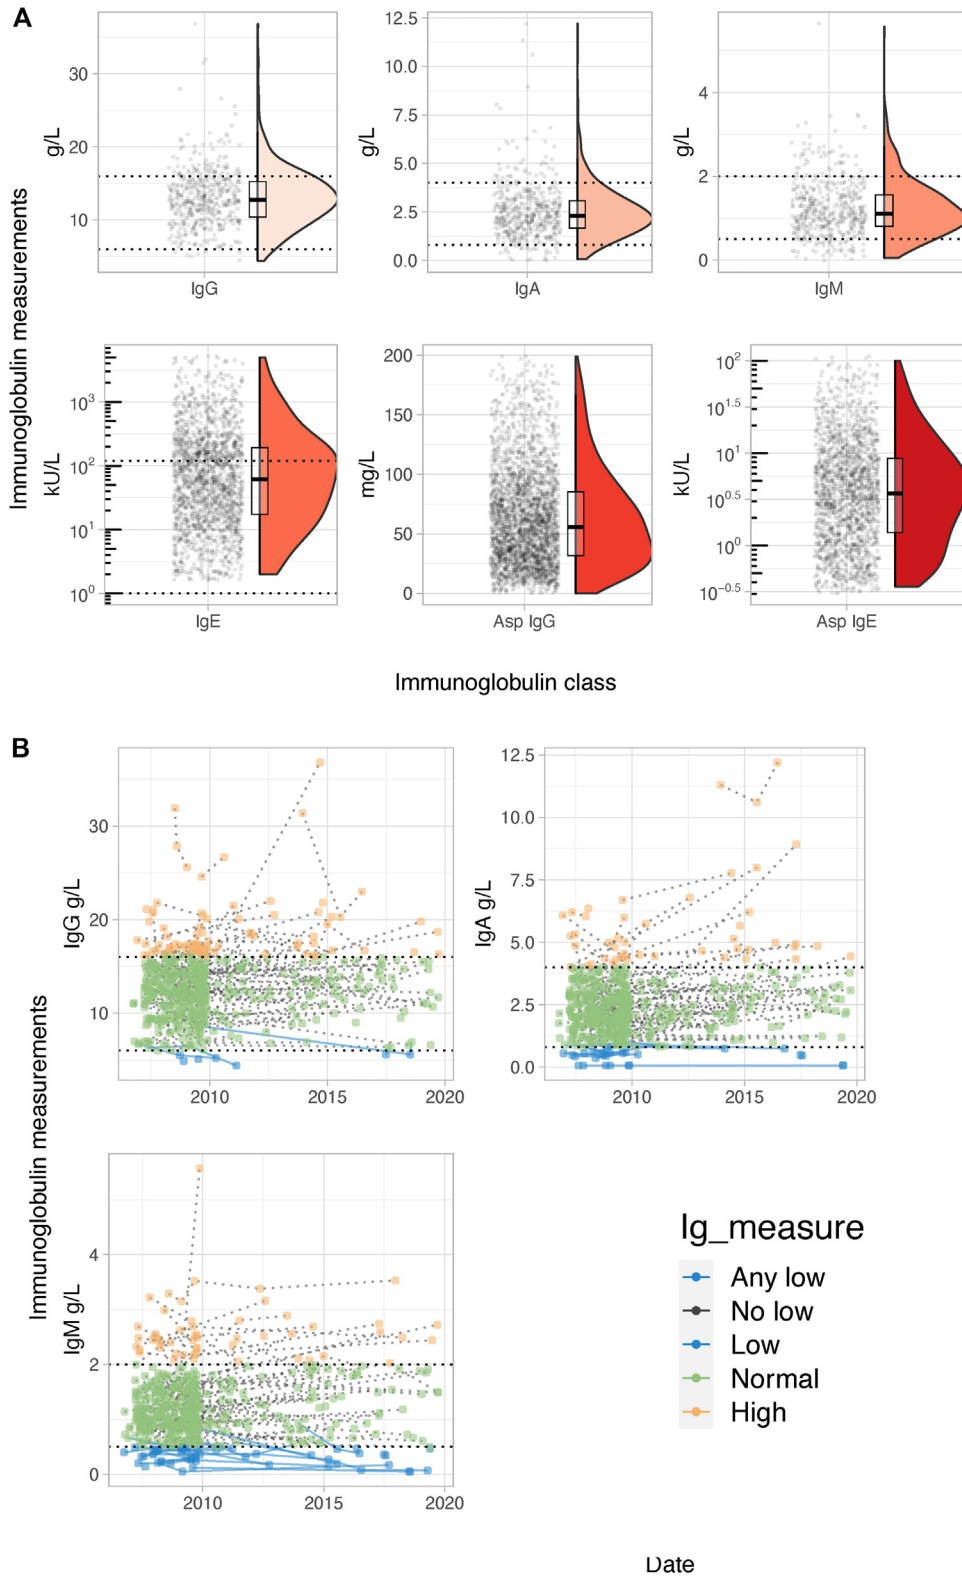 A
Immunoglobulin measurements
g/L
30
20
10
IgG
g/L
12.5
10.0
7.5
5.0
2.5
0.0
IgA
g/L
4
2
0
IgM
kU/L
10^3
10^2
10^1
10^0
IgE
mg/L
200
150
100
50
0
Asp IgG
kU/L
10^2
10^1.5
10^1
10^0.5
10^0
10^−0.5
Asp IgE
Immunoglobulin class
B
Immunoglobulin measurements
IgG g/L
30
20
10
2010 2015 2020
IgA g/L
12.5
10.0
7.5
5.0
2.5
0.0
2010 2015 2020
IgM g/L
4
2
0
2010 2015 2020
Ig_measure
Any low
No low
Low
Normal
High
Date